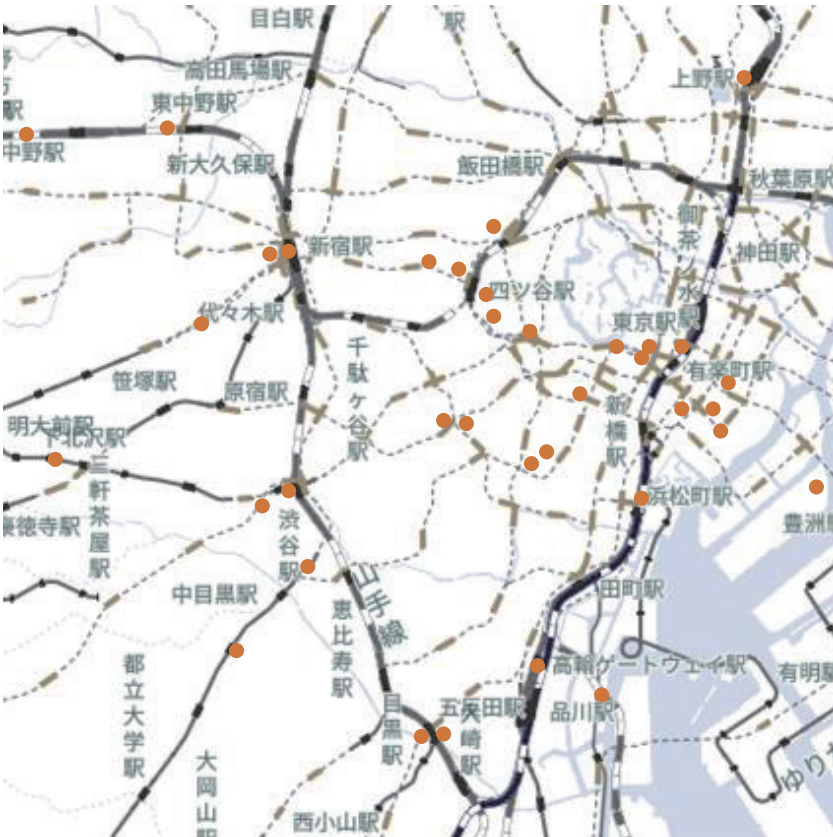 目白駅
駅
高田馬場駅
上野駅
東中野駅
駅
中野駅
新大久保駅
飯田橋駅
秋葉原駅
御茶ノ水駅
新宿駅
神田駅
四ツ谷駅
代々木駅
東京駅
千駄ヶ谷駅
有楽町駅
笹塚駅
原宿駅
新橋駅
明大前駅
下北沢駅
三軒茶屋駅
浜松町駅
豪徳寺駅
渋谷駅
豊洲
山手線
田町駅
中目黒駅
恵比寿駅
都立大学駅
高輪ゲートウェイ駅
有明駅
目黒駅
五反田駅
大崎駅
品川駅
大岡山駅
ゆりか
西小山駅